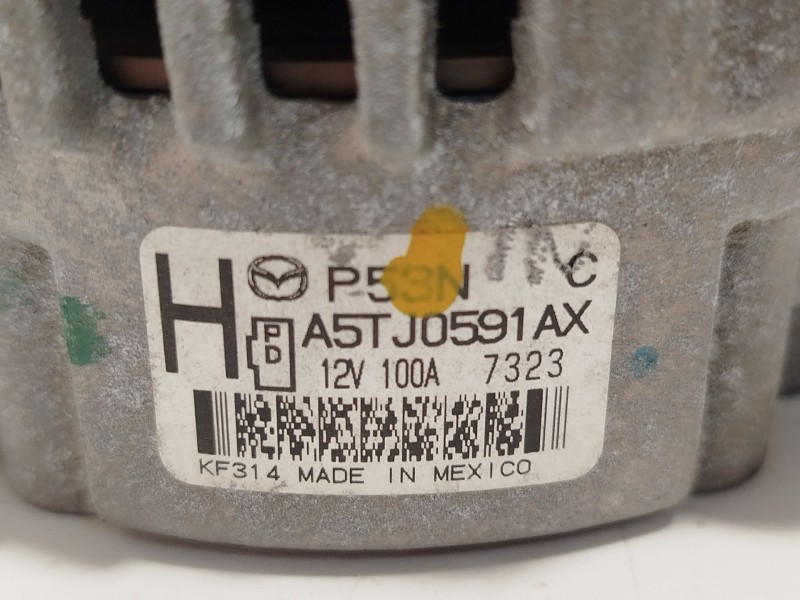 H P53N C
PD A5TJ0591AX
12V 100A 7323
KF314 MADE IN MEXICO